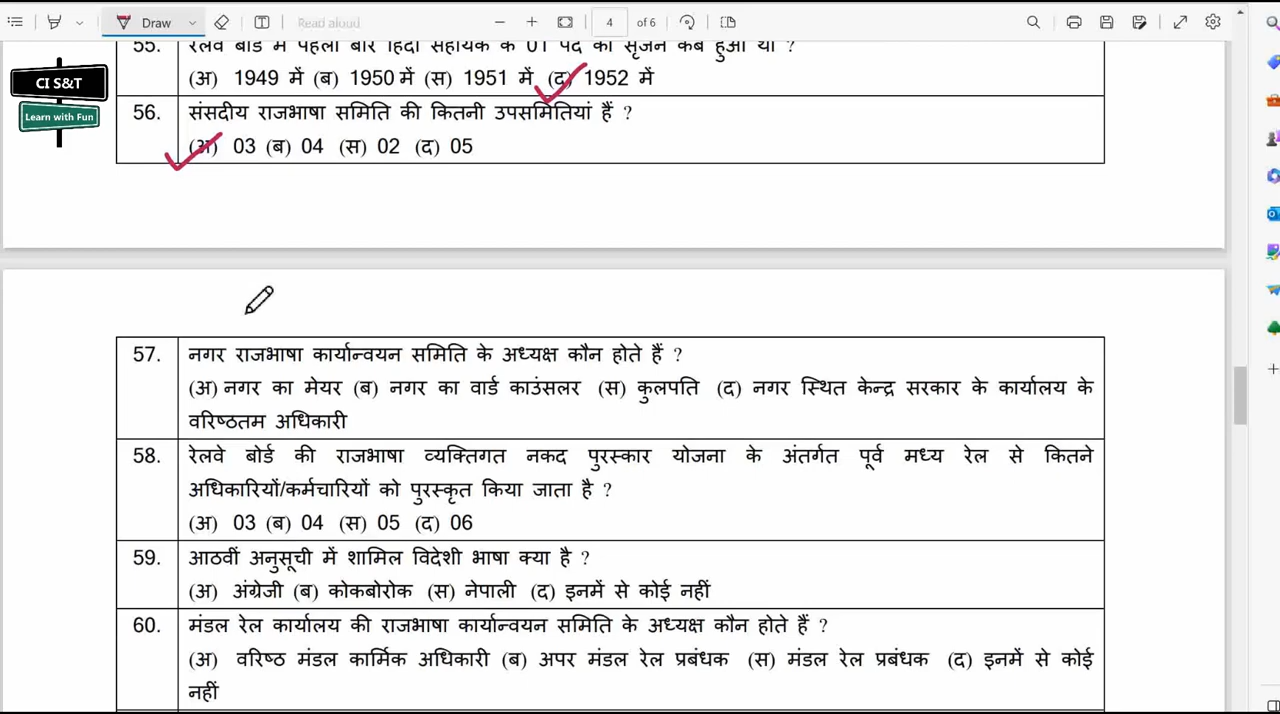 Draw
Read aloud
4 of 6
CI S&T
Learn with Fun
55. रेलवे बोर्ड में पहली बार हिंदी सहायक के 01 पद का सृजन कब हुआ था ?
(अ) 1949 में (ब) 1950 में (स) 1951 में (द) 1952 में
56. संसदीय राजभाषा समिति की कितनी उपसमितियां हैं ?
(अ) 03 (ब) 04 (स) 02 (द) 05
57. नगर राजभाषा कार्यान्वयन समिति के अध्यक्ष कौन होते हैं ?
(अ) नगर का मेयर (ब) नगर का वार्ड काउंसलर (स) कुलपति (द) नगर स्थित केन्द्र सरकार के कार्यालय के
वरिष्ठतम अधिकारी
58. रेलवे बोर्ड की राजभाषा व्यक्तिगत नकद पुरस्कार योजना के अंतर्गत पूर्व मध्य रेल से कितने
अधिकारियों/कर्मचारियों को पुरस्कृत किया जाता है ?
(अ) 03 (ब) 04 (स) 05 (द) 06
59. आठवीं अनुसूची में शामिल विदेशी भाषा क्या है ?
(अ) अंग्रेजी (ब) कोकबोरोक (स) नेपाली (द) इनमें से कोई नहीं
60. मंडल रेल कार्यालय की राजभाषा कार्यान्वयन समिति के अध्यक्ष कौन होते हैं ?
(अ) वरिष्ठ मंडल कार्मिक अधिकारी (ब) अपर मंडल रेल प्रबंधक (स) मंडल रेल प्रबंधक (द) इनमें से कोई
नहीं